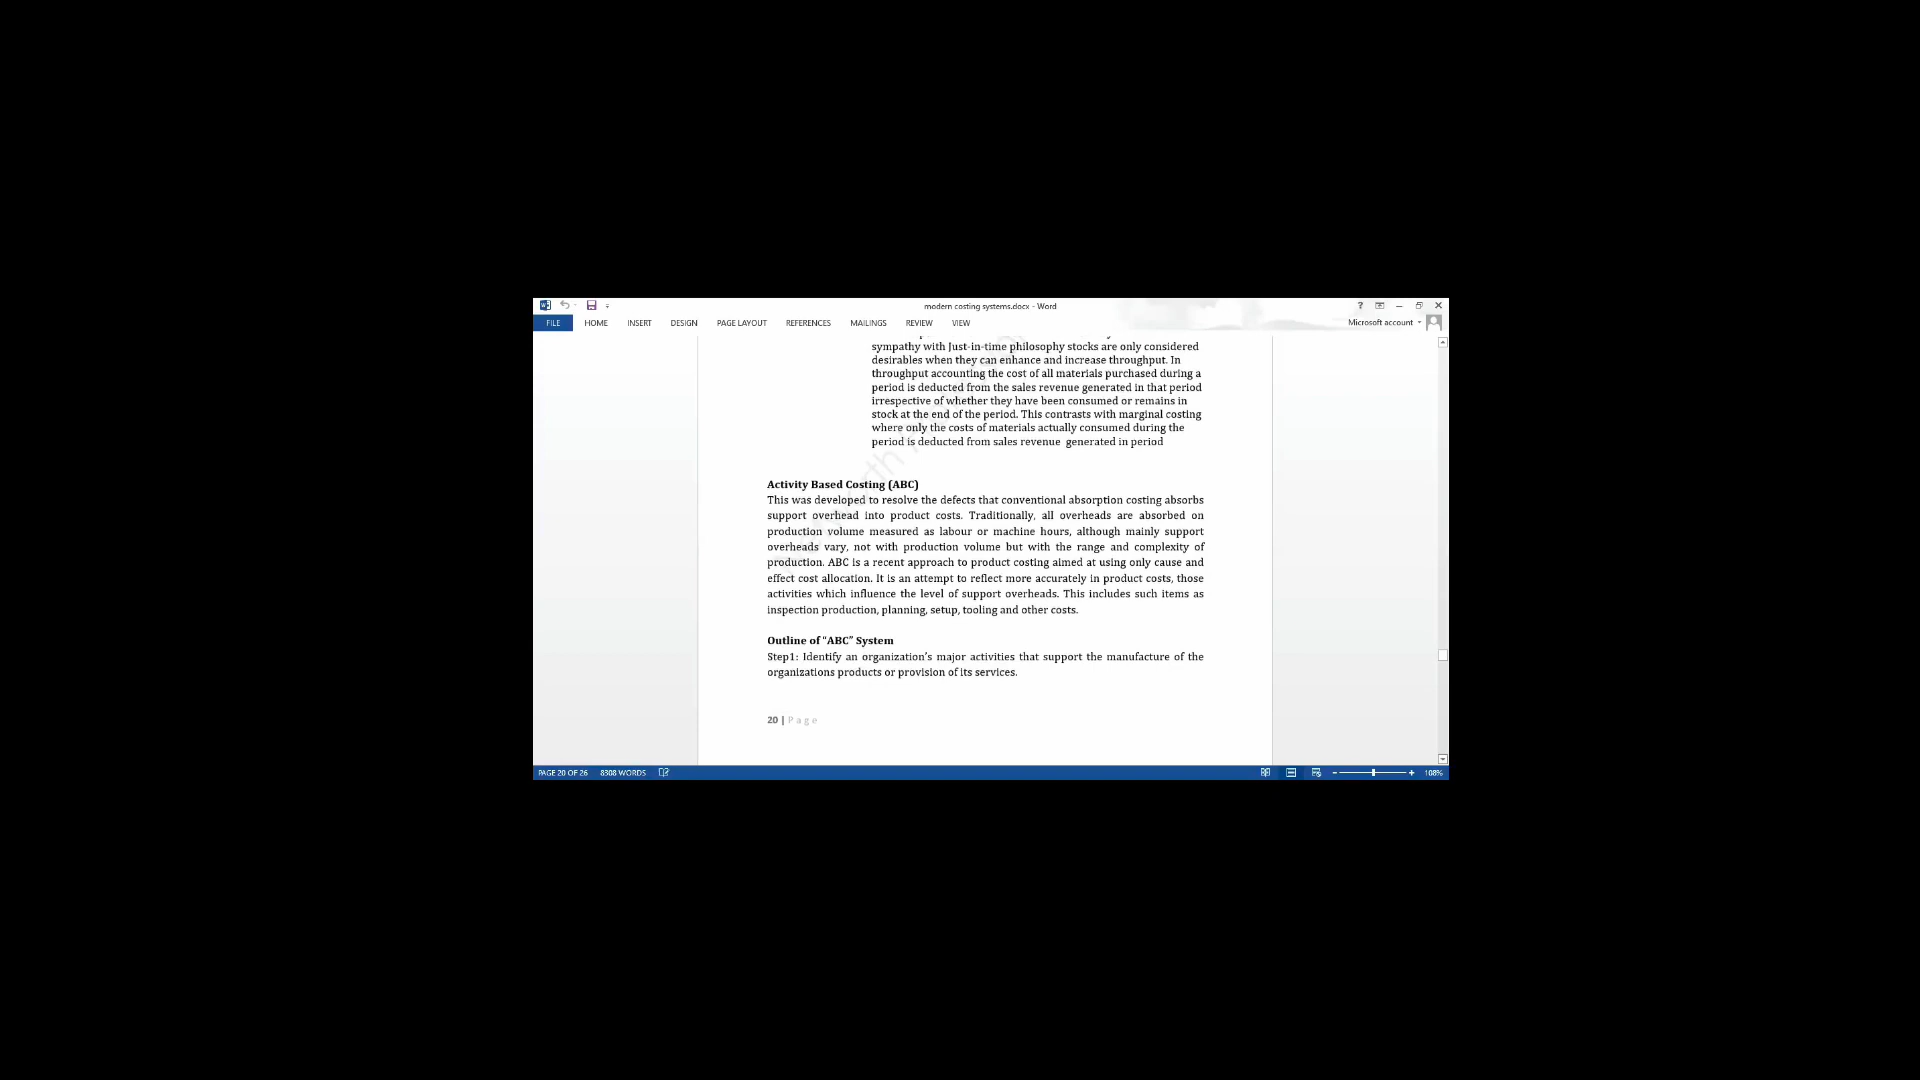 modern costing systems.docx - Word
FILE HOME INSERT DESIGN PAGE LAYOUT REFERENCES MAILINGS REVIEW VIEW Microsoft account
sympathy with Just-in-time philosophy stocks are only considered
desirables when they can enhance and increase throughput. In
throughput accounting the cost of all materials purchased during a
period is deducted from the sales revenue generated in that period
irrespective of whether they have been consumed or remains in
stock at the end of the period. This contrasts with marginal costing
where only the costs of materials actually consumed during the
period is deducted from sales revenue generated in period
Activity Based Costing (ABC)
This was developed to resolve the defects that conventional absorption costing absorbs
support overhead into product costs. Traditionally, all overheads are absorbed on
production volume measured as labour or machine hours, although mainly support
overheads vary, not with production volume but with the range and complexity of
production. ABC is a recent approach to product costing aimed at using only cause and
effect cost allocation. It is an attempt to reflect more accurately in product costs, those
activities which influence the level of support overheads. This includes such items as
inspection production, planning, setup, tooling and other costs.
Outline of "ABC" System
Step1: Identify an organization's major activities that support the manufacture of the
organizations products or provision of its services.
20 | Page
PAGE 20 OF 26 8308 WORDS 108%